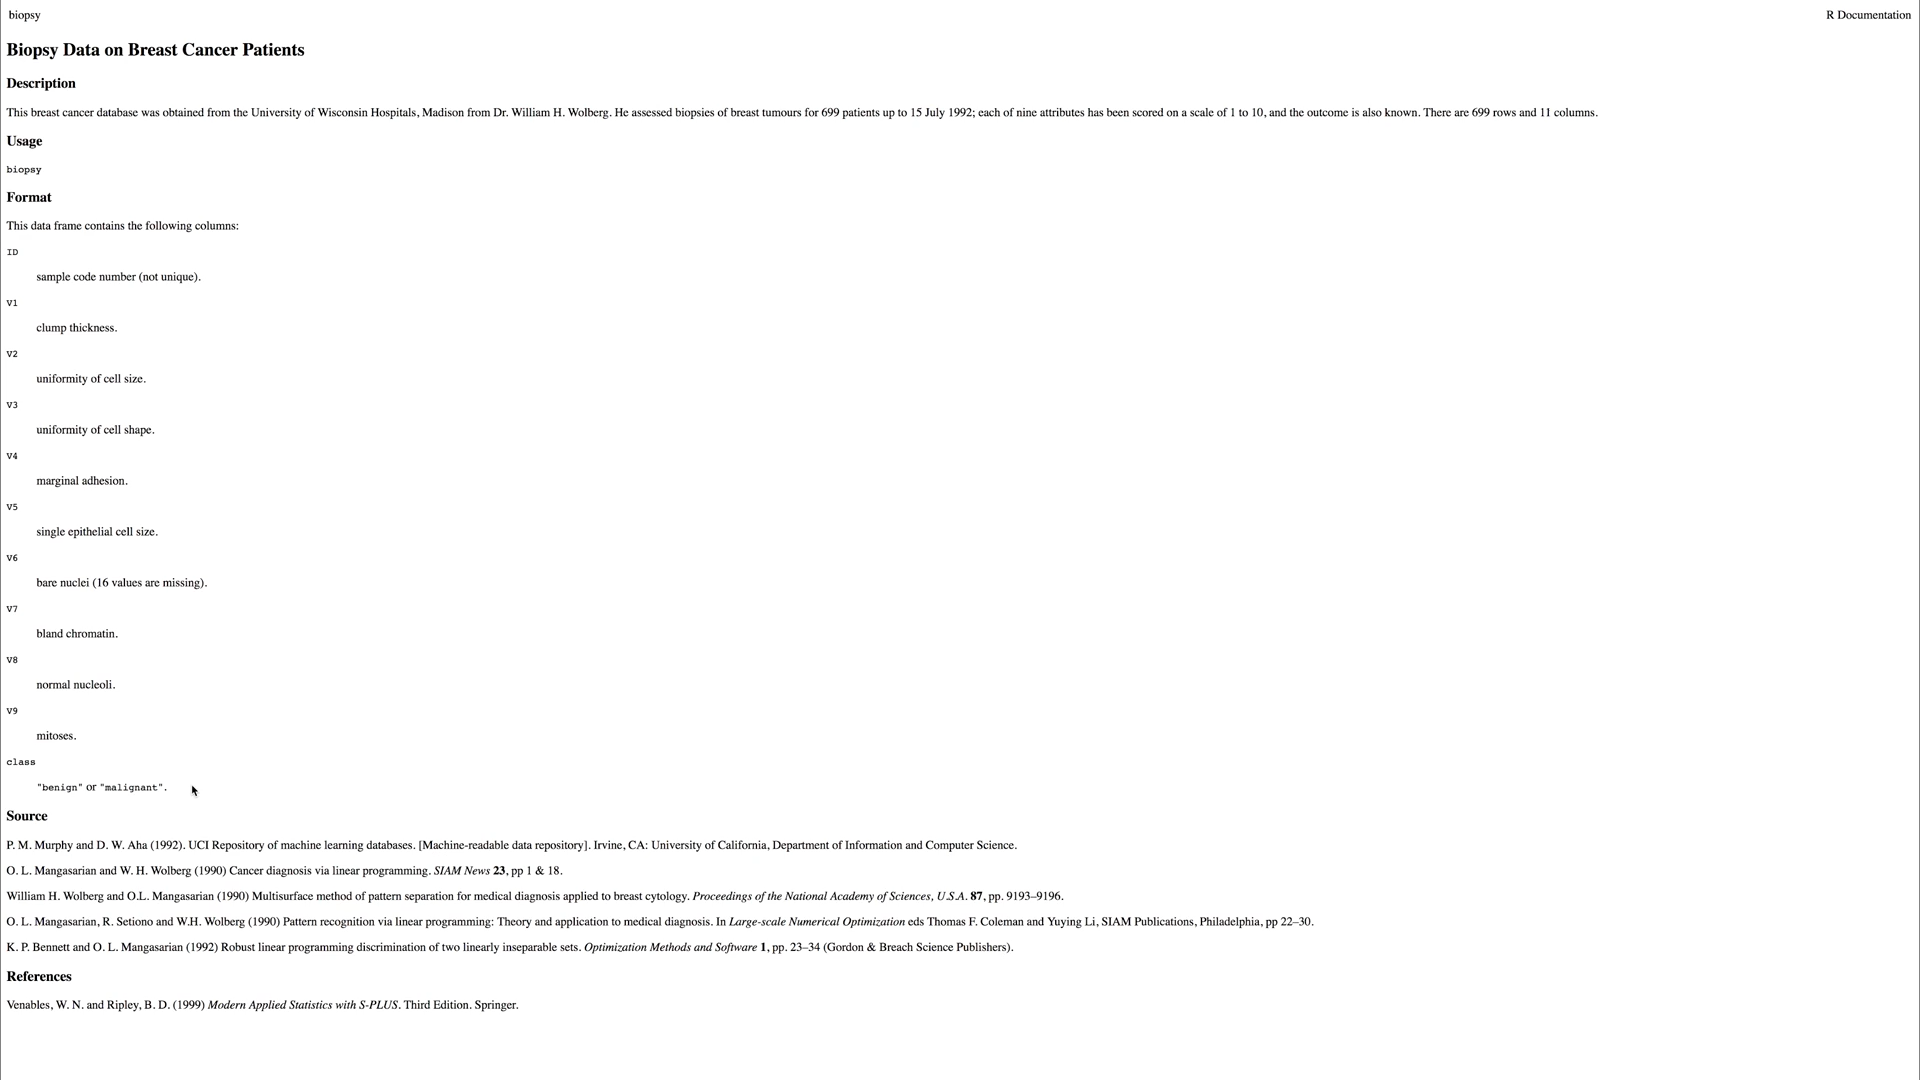 biopsy
R Documentation
Biopsy Data on Breast Cancer Patients
Description
This breast cancer database was obtained from the University of Wisconsin Hospitals, Madison from Dr. William H. Wolberg. He assessed biopsies of breast tumours for 699 patients up to 15 July 1992; each of nine attributes has been scored on a scale of 1 to 10, and the outcome is also known. There are 699 rows and 11 columns.
Usage
biopsy
Format
This data frame contains the following columns:
ID
sample code number (not unique).
V1
clump thickness.
V2
uniformity of cell size.
V3
uniformity of cell shape.
V4
marginal adhesion.
V5
single epithelial cell size.
V6
bare nuclei (16 values are missing).
V7
bland chromatin.
V8
normal nucleoli.
V9
mitoses.
class
"benign" or "malignant".
Source
P. M. Murphy and D. W. Aha (1992). UCI Repository of machine learning databases. [Machine-readable data repository]. Irvine, CA: University of California, Department of Information and Computer Science.
O. L. Mangasarian and W. H. Wolberg (1990) Cancer diagnosis via linear programming. SIAM News 23, pp 1 & 18.
William H. Wolberg and O.L. Mangasarian (1990) Multisurface method of pattern separation for medical diagnosis applied to breast cytology. Proceedings of the National Academy of Sciences, U.S.A. 87, pp. 9193–9196.
O. L. Mangasarian, R. Setiono and W.H. Wolberg (1990) Pattern recognition via linear programming: Theory and application to medical diagnosis. In Large-scale Numerical Optimization eds Thomas F. Coleman and Yuying Li, SIAM Publications, Philadelphia, pp 22–30.
K. P. Bennett and O. L. Mangasarian (1992) Robust linear programming discrimination of two linearly inseparable sets. Optimization Methods and Software 1, pp. 23–34 (Gordon & Breach Science Publishers).
References
Venables, W. N. and Ripley, B. D. (1999) Modern Applied Statistics with S-PLUS. Third Edition. Springer.